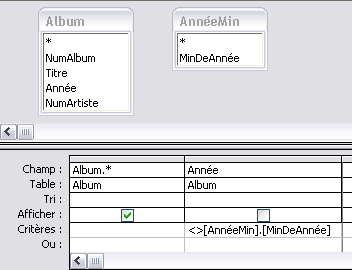 Album
*
NumAlbum
Titre
Année
NumArtiste
AnnéeMin
*
MinDeAnnée
Champ : Album.* Année
Table : Album Album
Tri :
Afficher :
Critères : <>[AnnéeMin].[MinDeAnnée]
Ou :